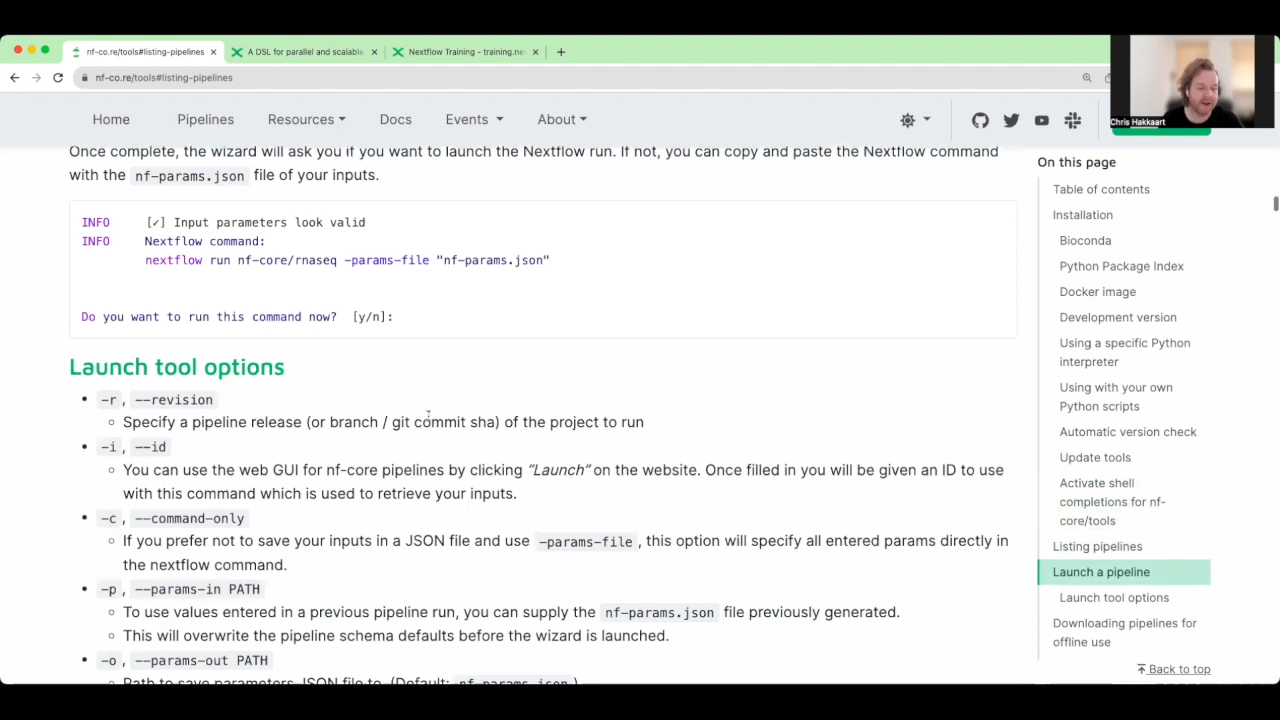 nf-co.re/tools#listing-pipelines
A DSL for parallel and scalable
Nextflow Training - training.ne
nf-co.re/tools#listing-pipelines
Chris Hakkaart
Home Pipelines Resources Docs Events About
Once complete, the wizard will ask you if you want to launch the Nextflow run. If not, you can copy and paste the Nextflow command
with the nf-params.json file of your inputs.
INFO [✓] Input parameters look valid
INFO Nextflow command:
nextflow run nf-core/rnaseq -params-file "nf-params.json"
Do you want to run this command now? [y/n]:
Launch tool options
• -r, --revision
◦ Specify a pipeline release (or branch / git commit sha) of the project to run
• -i, --id
◦ You can use the web GUI for nf-core pipelines by clicking "Launch" on the website. Once filled in you will be given an ID to use
with this command which is used to retrieve your inputs.
• -c, --command-only
◦ If you prefer not to save your inputs in a JSON file and use -params-file, this option will specify all entered params directly in
the nextflow command.
• -p, --params-in PATH
◦ To use values entered in a previous pipeline run, you can supply the nf-params.json file previously generated.
◦ This will overwrite the pipeline schema defaults before the wizard is launched.
• -o, --params-out PATH
◦ Path to save parameters JSON file to. (Default: nf-params.json)
On this page
Table of contents
Installation
Bioconda
Python Package Index
Docker image
Development version
Using a specific Python
interpreter
Using with your own
Python scripts
Automatic version check
Update tools
Activate shell
completions for nf-
core/tools
Listing pipelines
Launch a pipeline
Launch tool options
Downloading pipelines for
offline use
Back to top